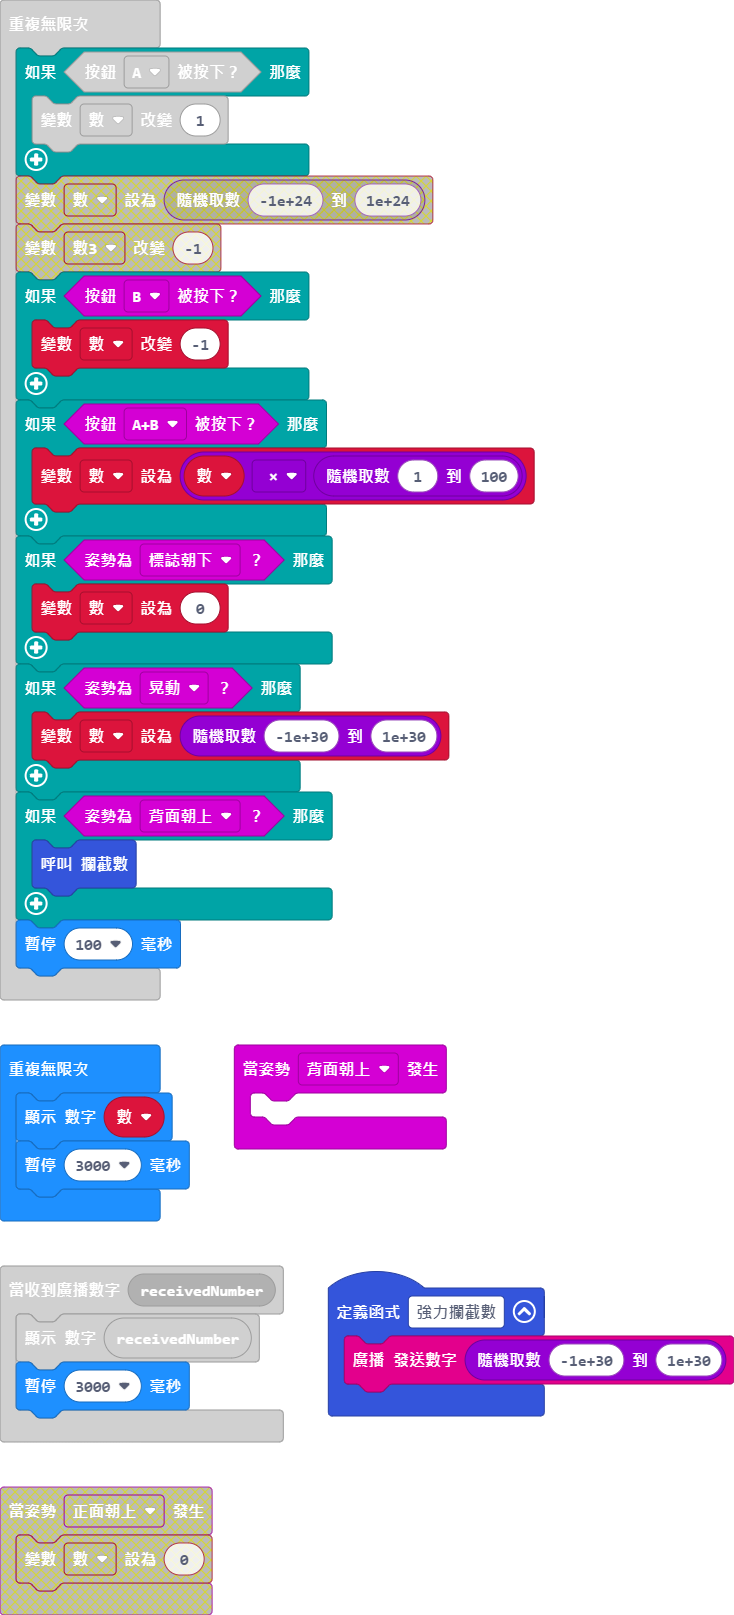 重複無限次
如果 按鈕 A 被按下？ 那麼
變數 數 改變 1
變數 數 設為 隨機取數 -1e+24 到 1e+24
變數 數3 改變 -1
如果 按鈕 B 被按下？ 那麼
變數 數 改變 -1
如果 按鈕 A+B 被按下？ 那麼
變數 數 設為 數 × 隨機取數 1 到 100
如果 姿勢為 標誌朝下 ？ 那麼
變數 數 設為 0
如果 姿勢為 晃動 ？ 那麼
變數 數 設為 隨機取數 -1e+30 到 1e+30
如果 姿勢為 背面朝上 ？ 那麼
呼叫 攔截數
暫停 100 毫秒
重複無限次
顯示 數字 數
暫停 3000 毫秒
當姿勢 背面朝上 發生
當收到廣播數字 receivedNumber
顯示 數字 receivedNumber
暫停 3000 毫秒
定義函式 強力攔截數
廣播 發送數字 隨機取數 -1e+30 到 1e+30
當姿勢 正面朝上 發生
變數 數 設為 0